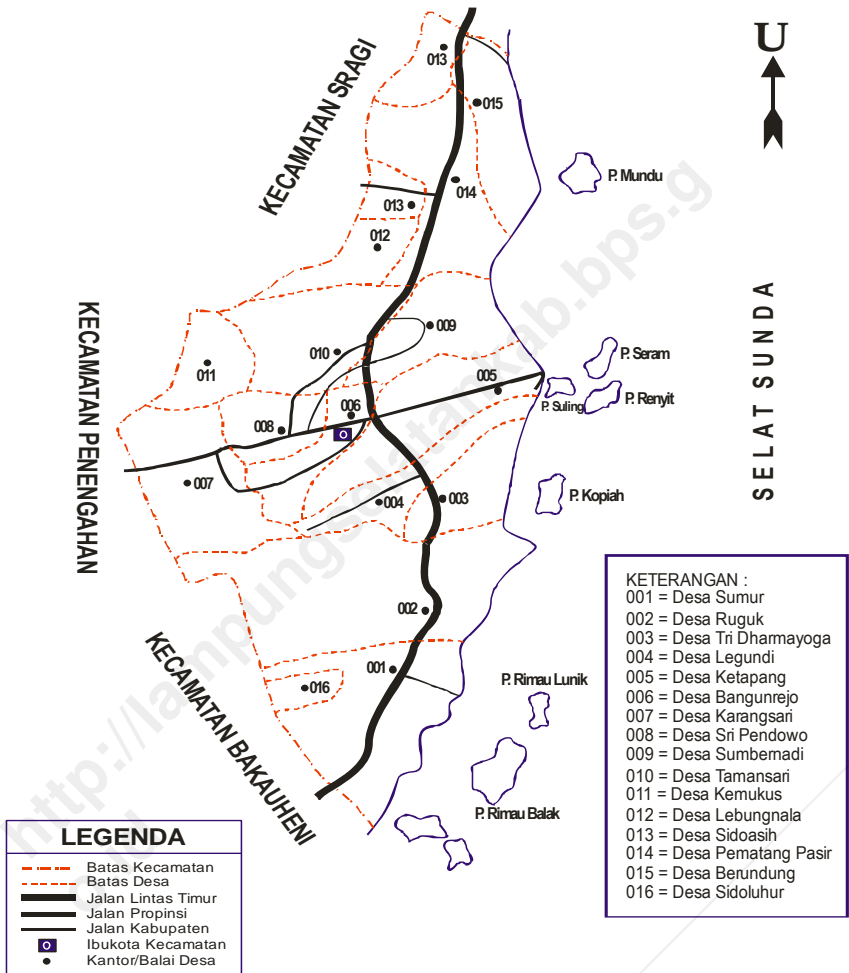 U
KECAMATAN SRAGI
KECAMATAN PENENGAHAN
KECAMATAN BAKAUHENI
SELAT SUNDA
013
015
P. Mundu
014
013
012
009
010
011
P. Seram
005
P. Suling
P. Renyit
006
008
007
004
003
P. Kopiah
002
001
016
P. Rimau Lunik
P. Rimau Balak
KETERANGAN :
001 = Desa Sumur
002 = Desa Ruguk
003 = Desa Tri Dharmayoga
004 = Desa Legundi
005 = Desa Ketapang
006 = Desa Bangunrejo
007 = Desa Karangsari
008 = Desa Sri Pendowo
009 = Desa Sumbernadi
010 = Desa Tamansari
011 = Desa Kemukus
012 = Desa Lebungnala
013 = Desa Sidoasih
014 = Desa Pematang Pasir
015 = Desa Berundung
016 = Desa Sidoluhur
LEGENDA
Batas Kecamatan
Batas Desa
Jalan Lintas Timur
Jalan Propinsi
Jalan Kabupaten
Ibukota Kecamatan
Kantor/Balai Desa
http://lampungselatankab.bps.g